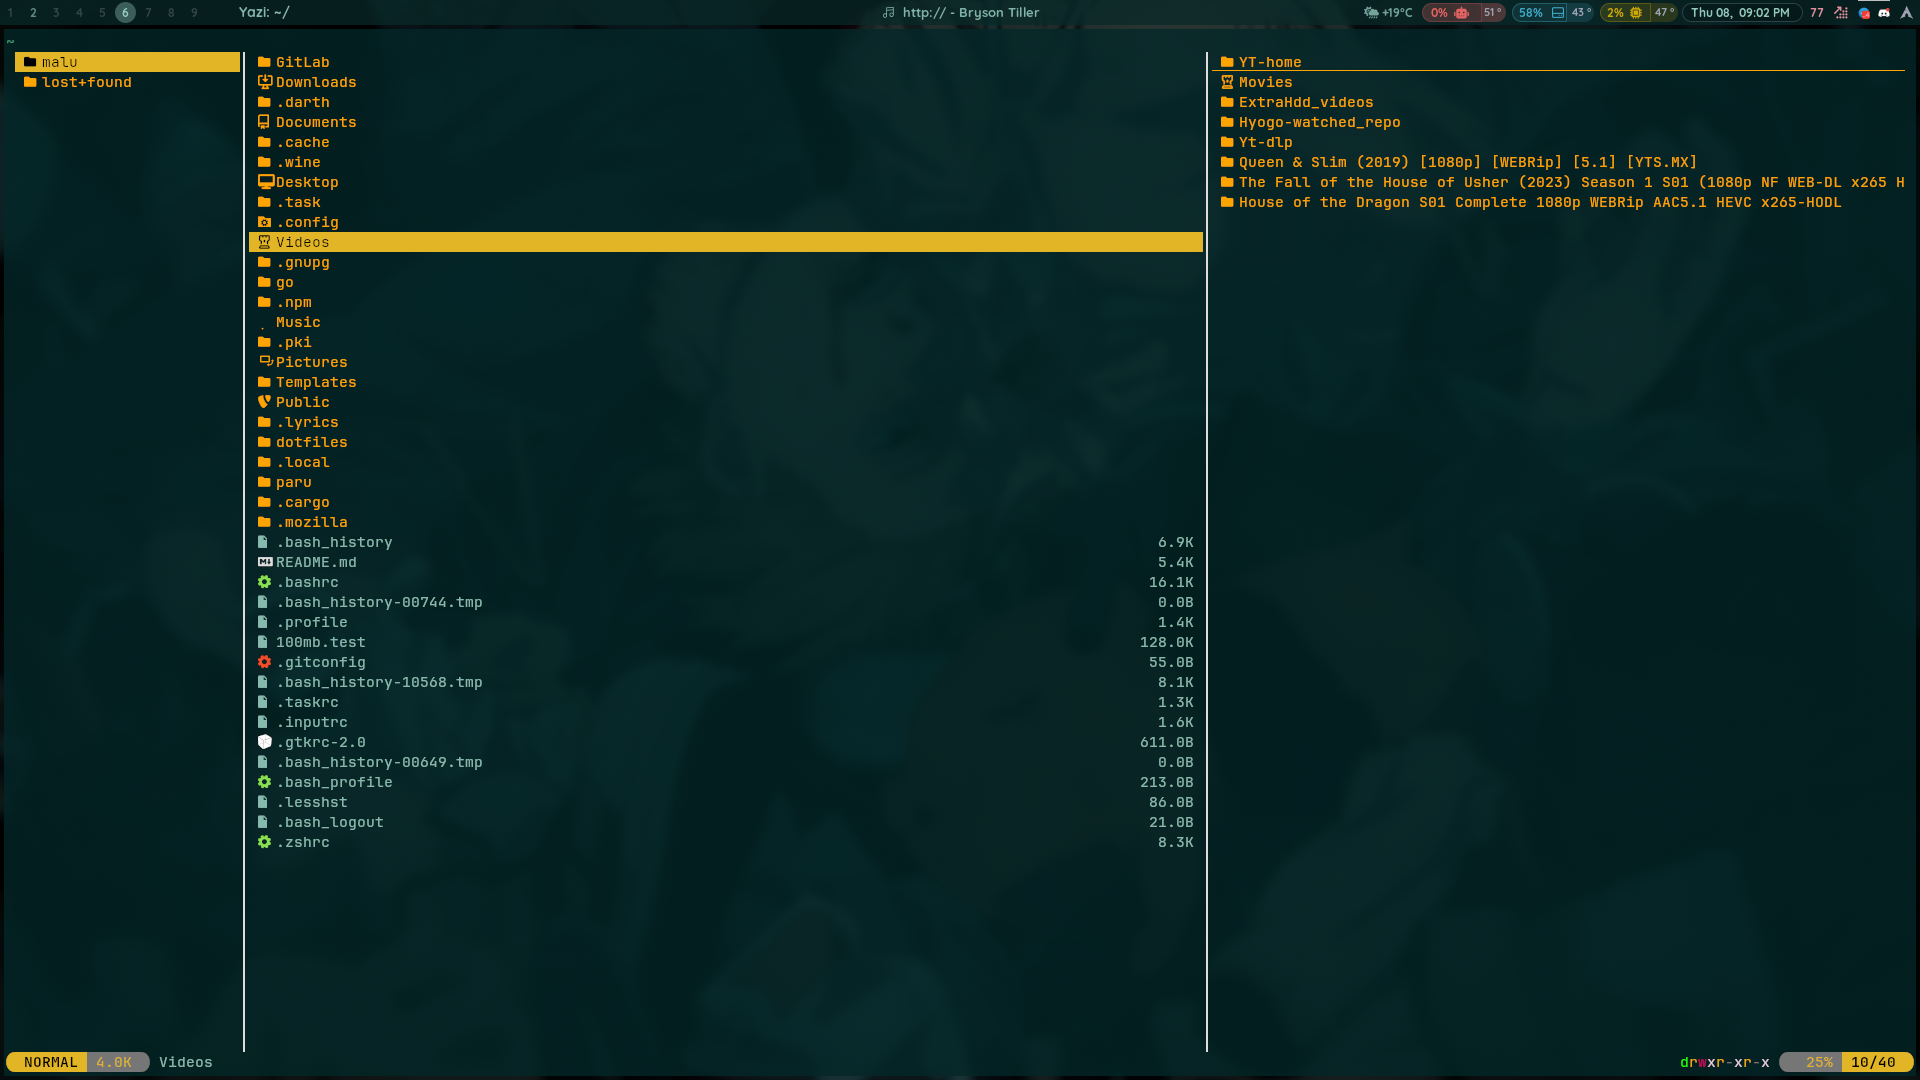 1 2 3 4 5 6 7 8 9 Yazi: ~/ http:// - Bryson Tiller +19°C 0% 51° 58% 43° 2% 47° Thu 08, 09:02 PM 77
~
malu
lost+found
GitLab
Downloads
.darth
Documents
.cache
.wine
Desktop
.task
.config
Videos
.gnupg
go
.npm
Music
.pki
Pictures
Templates
Public
.lyrics
dotfiles
.local
paru
.cargo
.mozilla
.bash_history 6.9K
README.md 5.4K
.bashrc 16.1K
.bash_history-00744.tmp 0.0B
.profile 1.4K
100mb.test 128.0K
.gitconfig 55.0B
.bash_history-10568.tmp 8.1K
.taskrc 1.3K
.inputrc 1.6K
.gtkrc-2.0 611.0B
.bash_history-00649.tmp 0.0B
.bash_profile 213.0B
.lesshst 86.0B
.bash_logout 21.0B
.zshrc 8.3K
YT-home
Movies
ExtraHdd_videos
Hyogo-watched_repo
Yt-dlp
Queen & Slim (2019) [1080p] [WEBRip] [5.1] [YTS.MX]
The Fall of the House of Usher (2023) Season 1 S01 (1080p NF WEB-DL x265 H
House of the Dragon S01 Complete 1080p WEBRip AAC5.1 HEVC x265-HODL
NORMAL 4.0K Videos drwxr-xr-x 25% 10/40